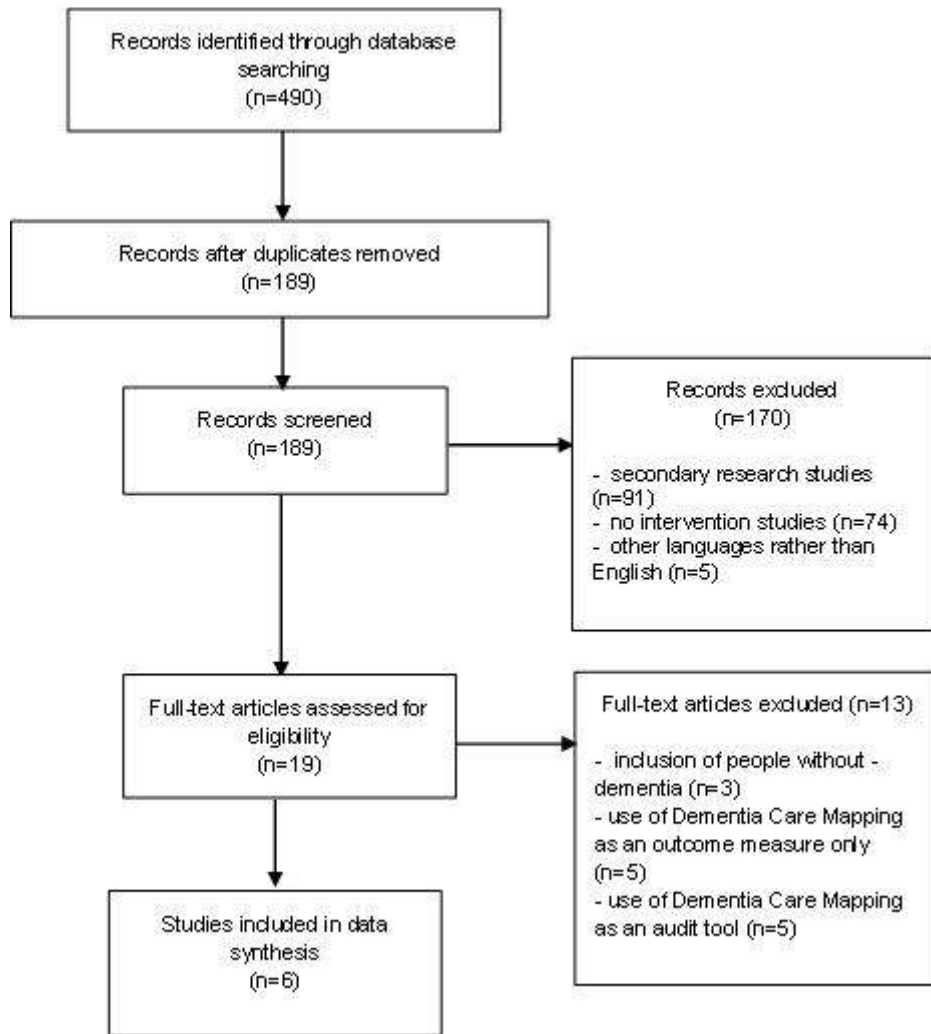 Records identified through database
searching
(n=490)
Records after duplicates removed
(n=189)
Records screened
(n=189)
Records excluded
(n=170)
- secondary research studies
(n=91)
- no intervention studies (n=74)
- other languages rather than
English (n=5)
Full-text articles assessed for
eligibility
(n=19)
Full-text articles excluded (n=13)
- inclusion of people without -
dementia (n=3)
- use of Dementia Care Mapping
as an outcome measure only
(n=5)
- use of Dementia Care Mapping
as an audit tool (n=5)
Studies included in data
synthesis
(n=6)